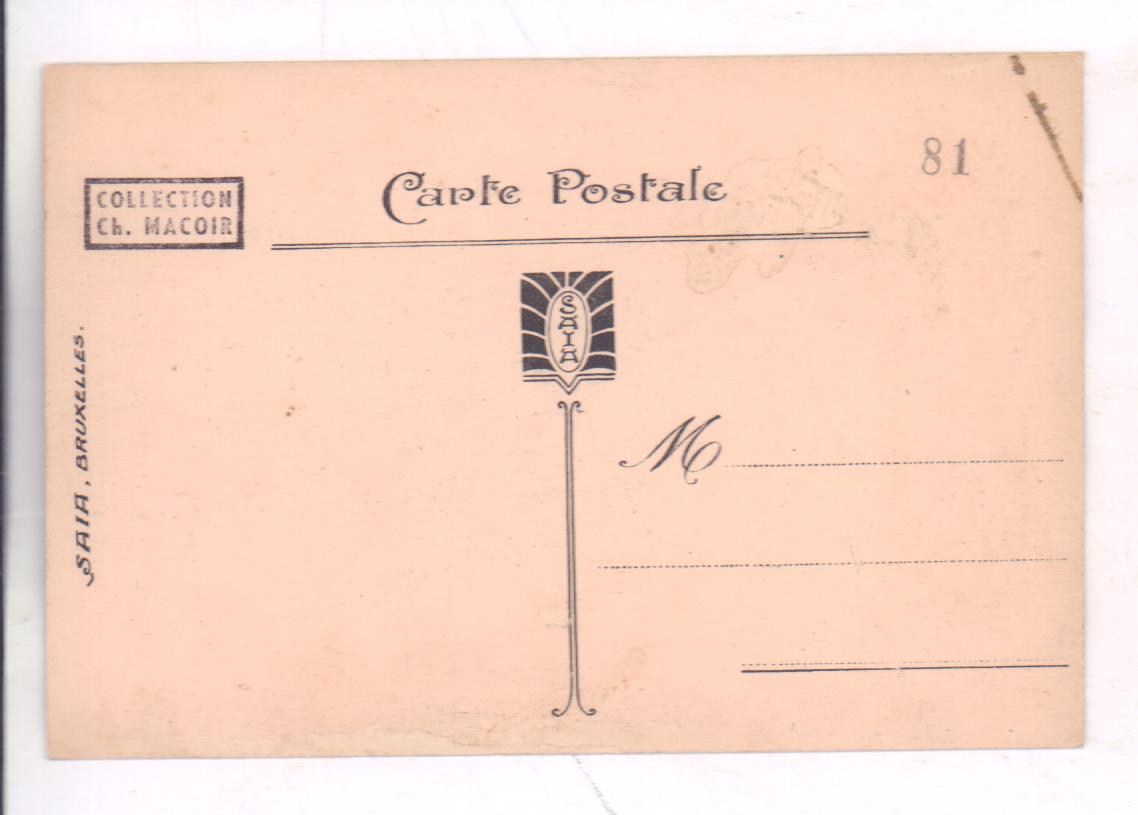 81
Carte Postale
COLLECTION
Ch. MACOIR
SAIA
M
SAIA, BRUXELLES.